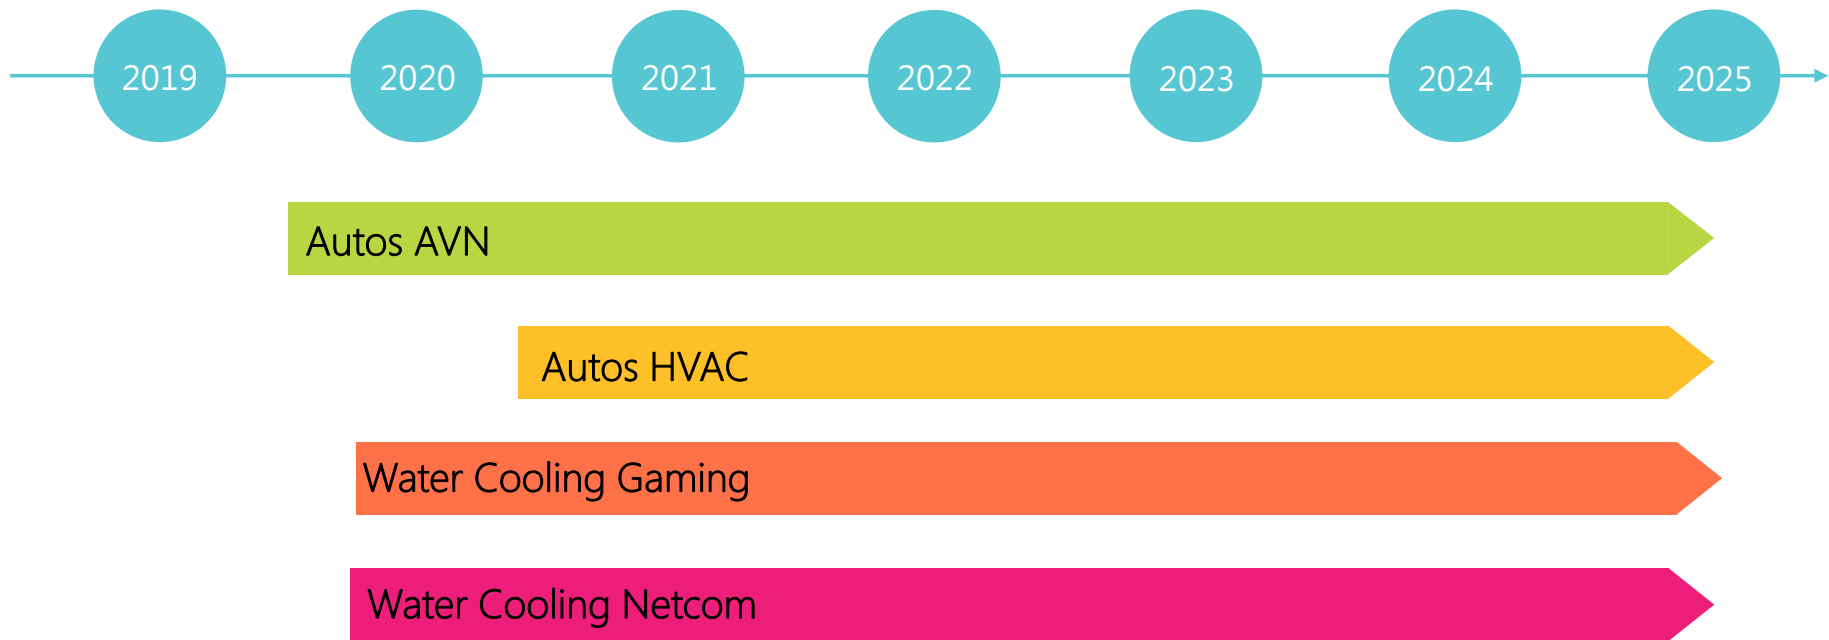 2019 2020 2021 2022 2023 2024 2025
Autos AVN
Autos HVAC
Water Cooling Gaming
Water Cooling Netcom